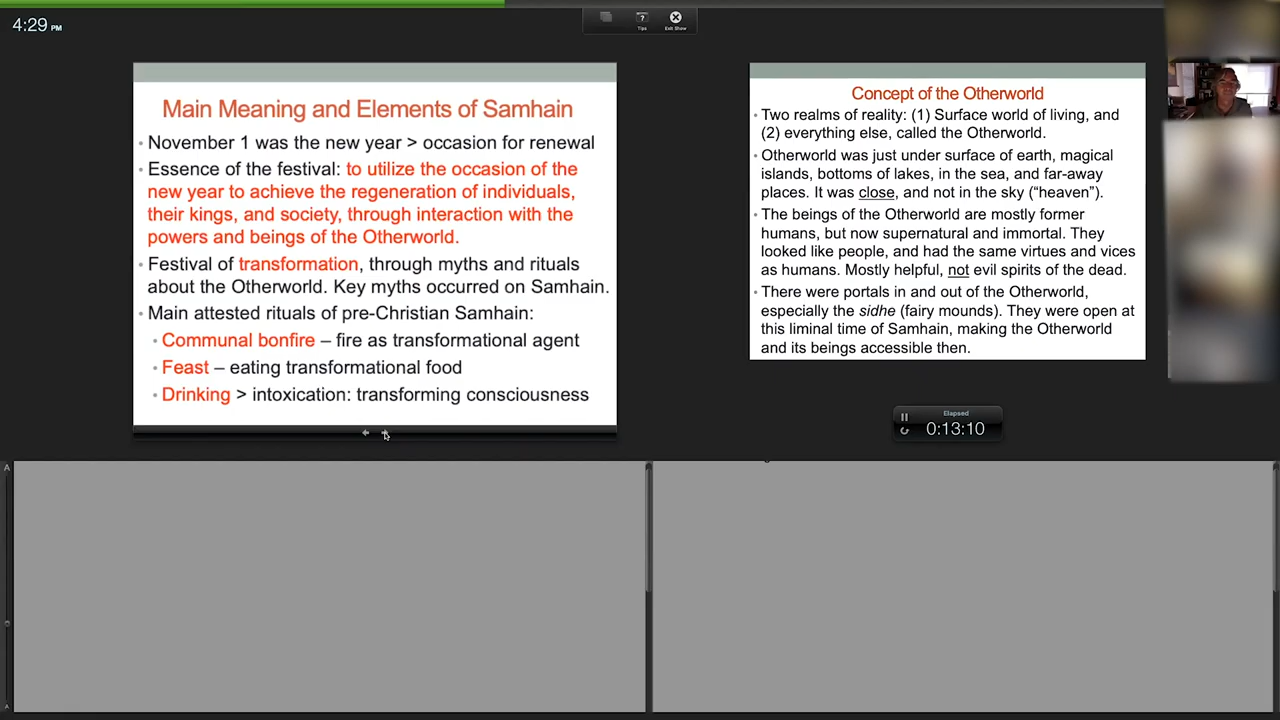 4:29 PM
Tips
Exit Show
Main Meaning and Elements of Samhain
• November 1 was the new year > occasion for renewal
• Essence of the festival: to utilize the occasion of the
new year to achieve the regeneration of individuals,
their kings, and society, through interaction with the
powers and beings of the Otherworld.
• Festival of transformation, through myths and rituals
about the Otherworld. Key myths occurred on Samhain.
• Main attested rituals of pre-Christian Samhain:
• Communal bonfire – fire as transformational agent
• Feast – eating transformational food
• Drinking > intoxication: transforming consciousness
Concept of the Otherworld
• Two realms of reality: (1) Surface world of living, and
(2) everything else, called the Otherworld.
• Otherworld was just under surface of earth, magical
islands, bottoms of lakes, in the sea, and far-away
places. It was close, and not in the sky (“heaven”).
• The beings of the Otherworld are mostly former
humans, but now supernatural and immortal. They
looked like people, and had the same virtues and vices
as humans. Mostly helpful, not evil spirits of the dead.
• There were portals in and out of the Otherworld,
especially the sidhe (fairy mounds). They were open at
this liminal time of Samhain, making the Otherworld
and its beings accessible then.
Elapsed
0:13:10
A
A